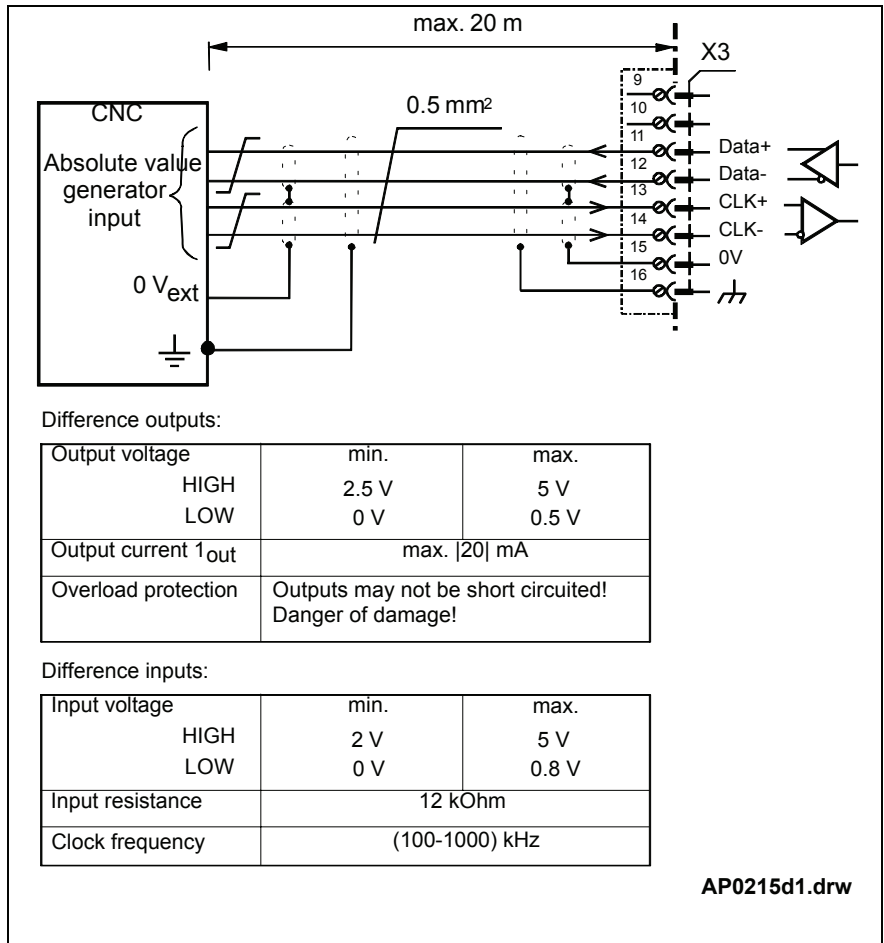 max. 20 m
X3
9
CNC
0.5 mm²
10
11
Data+
Absolute value
12
Data-
generator
13
CLK+
input
14
CLK-
15
0V
0 Vext
16
Difference outputs:
Output voltage min. max.
HIGH 2.5 V 5 V
LOW 0 V 0.5 V
Output current 1out max. |20| mA
Overload protection Outputs may not be short circuited!
Danger of damage!
Difference inputs:
Input voltage min. max.
HIGH 2 V 5 V
LOW 0 V 0.8 V
Input resistance 12 kOhm
Clock frequency (100-1000) kHz
AP0215d1.drw